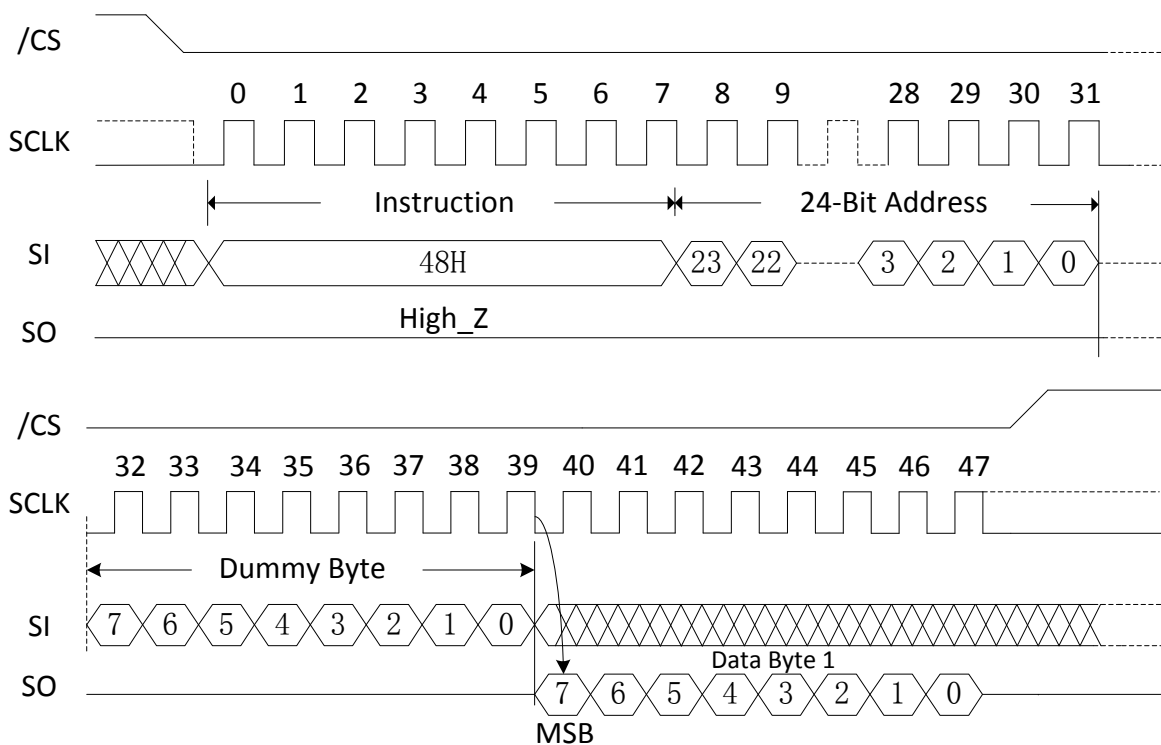 /CS
0 1 2 3 4 5 6 7 8 9 28 29 30 31
SCLK
Instruction 24-Bit Address
SI 48H 23 22 3 2 1 0
High_Z
SO
/CS
32 33 34 35 36 37 38 39 40 41 42 43 44 45 46 47
SCLK
Dummy Byte
SI 7 6 5 4 3 2 1 0
Data Byte 1
SO 7 6 5 4 3 2 1 0
MSB